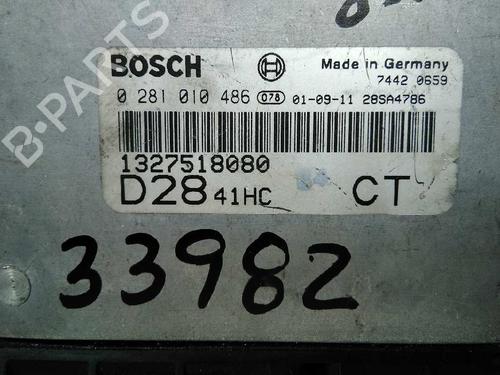 BOSCH
Made in Germany
7442 0659
0 281 010 486 078 01-09-11 28SA4786
1327518080
D28 41HC CT
33982
B-PARTS